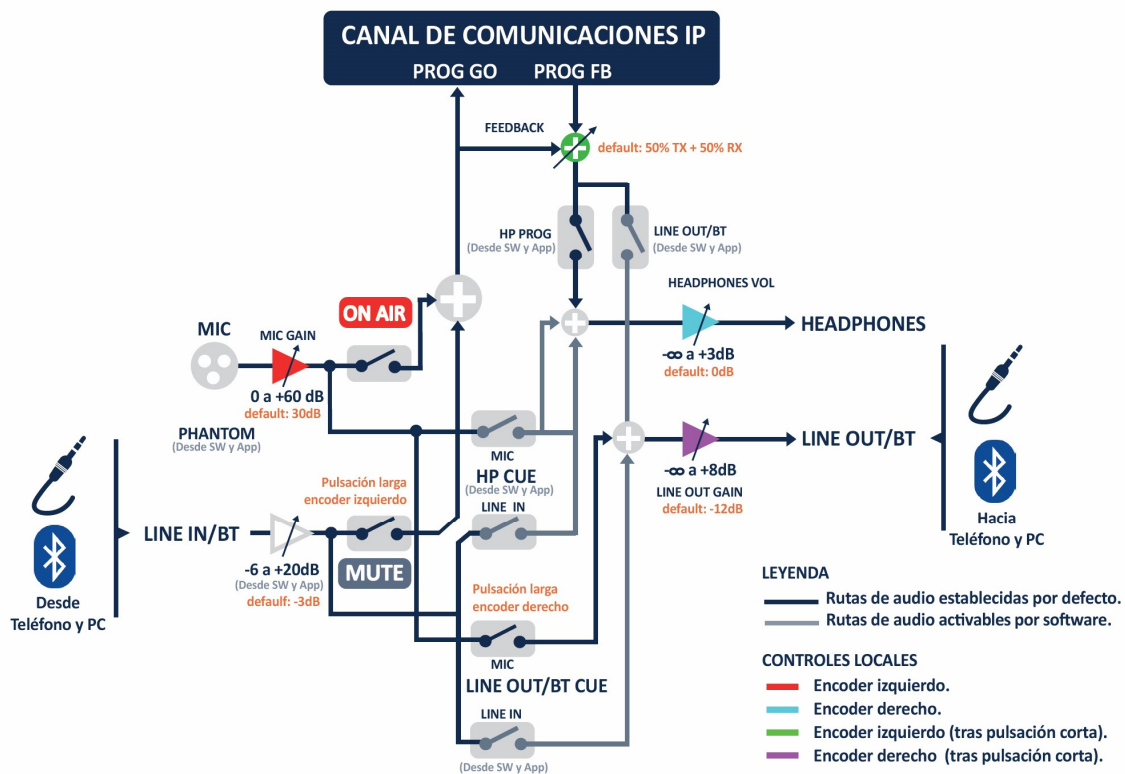 CANAL DE COMUNICACIONES IP
PROG GO
PROG FB
FEEDBACK
default: 50% TX + 50% RX
HP PROG
(Desde SW y App)
LINE OUT/BT
(Desde SW y App)
HEADPHONES VOL
ON AIR
MIC
MIC GAIN
HEADPHONES
-∞ a +3dB
default: 0dB
0 a +60 dB
default: 30dB
PHANTOM
(Desde SW y App)
MIC
HP CUE
(Desde SW y App)
LINE IN
LINE OUT/BT
-∞ a +8dB
LINE OUT GAIN
default: -12dB
Pulsación larga
encoder izquierdo
LINE IN/BT
-6 a +20dB
(Desde SW y App)
defaulf: -3dB
MUTE
Desde
Teléfono y PC
Hacia
Teléfono y PC
Pulsación larga
encoder derecho
MIC
LINE OUT/BT CUE
LINE IN
(Desde SW y App)
LEYENDA
Rutas de audio establecidas por defecto.
Rutas de audio activables por software.
CONTROLES LOCALES
Encoder izquierdo.
Encoder derecho.
Encoder izquierdo (tras pulsación corta).
Encoder derecho (tras pulsación corta).